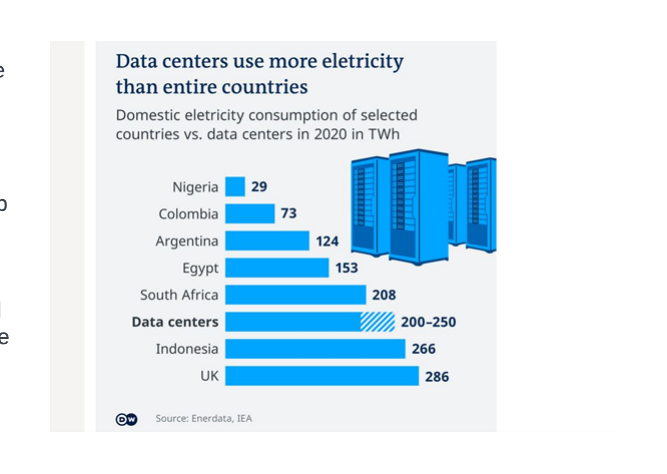 Data centers use more eletricity
than entire countries
Domestic eletricity consumption of selected
countries vs. data centers in 2020 in TWh
Nigeria 29
Colombia 73
Argentina 124
Egypt 153
South Africa 208
Data centers 200–250
Indonesia 266
UK 286
DW Source: Enerdata, IEA